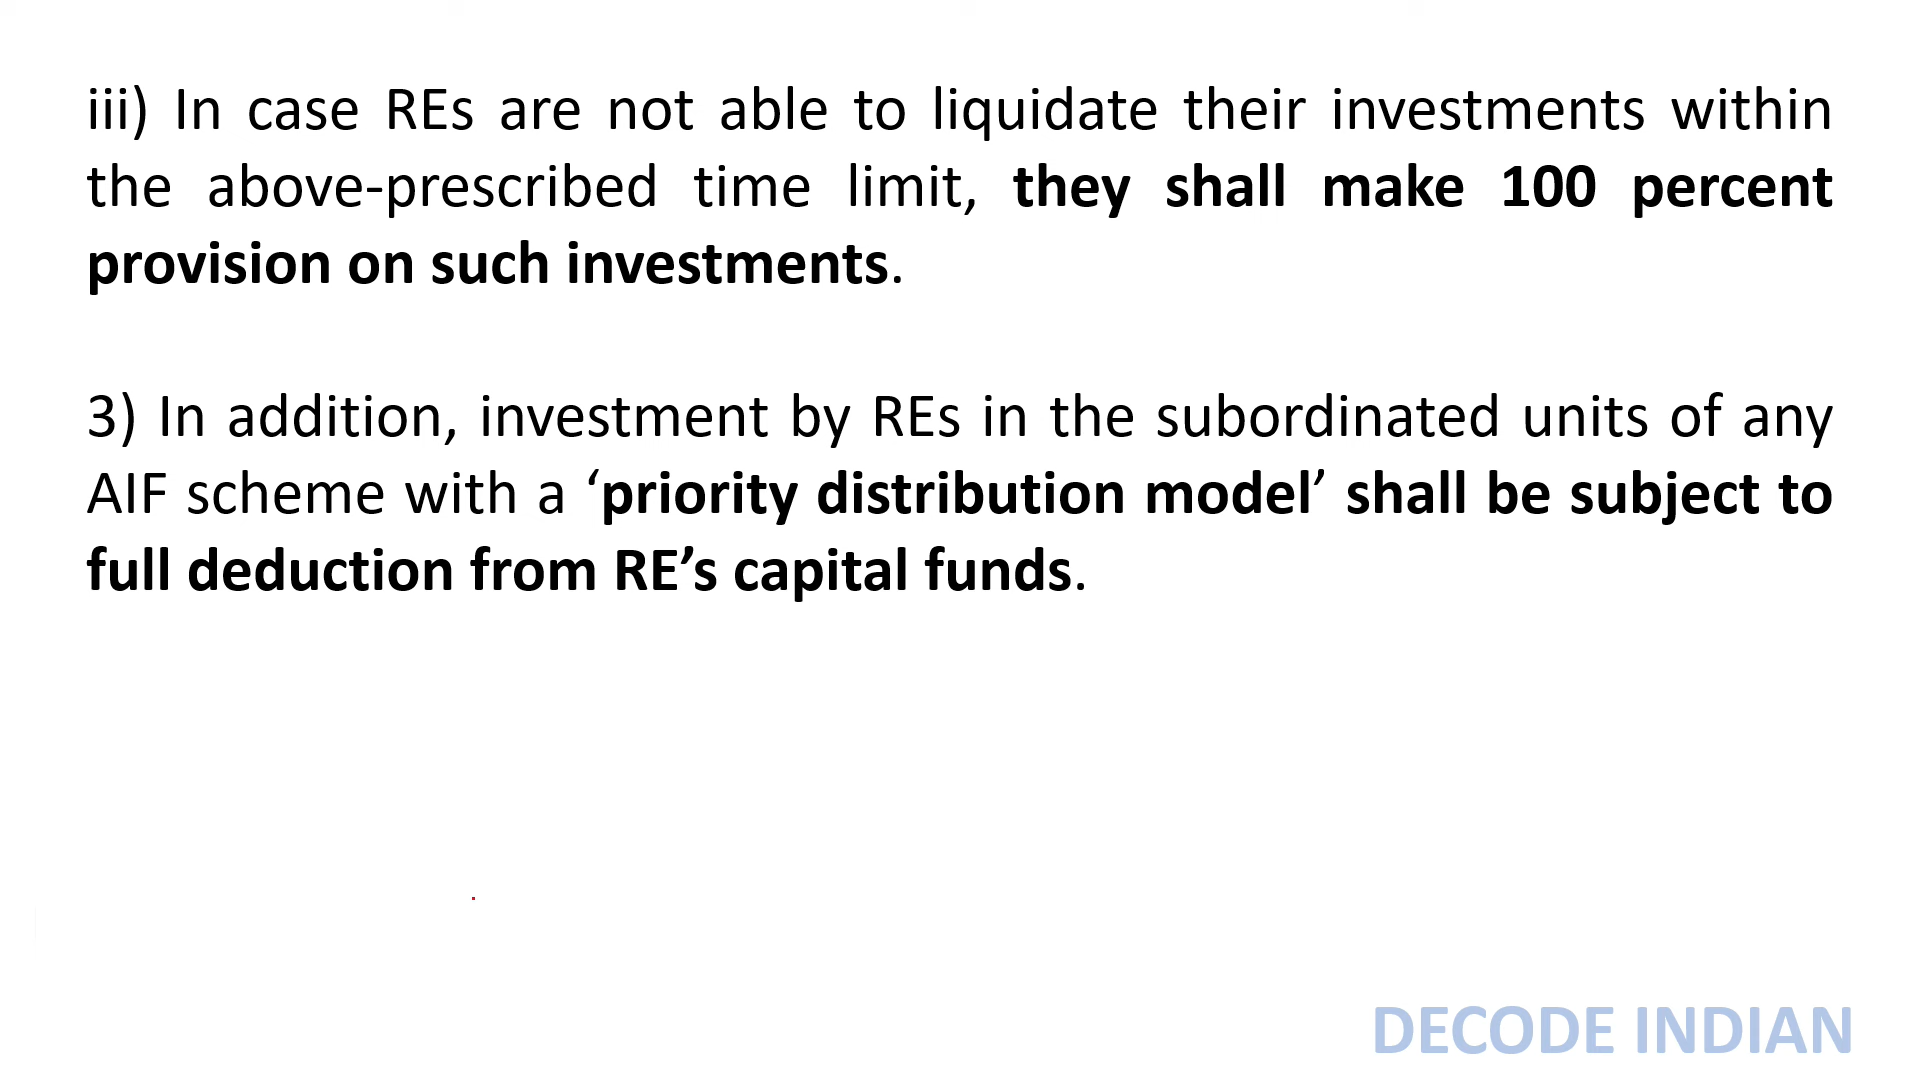 iii) In case REs are not able to liquidate their investments within
the above-prescribed time limit, they shall make 100 percent
provision on such investments.
3) In addition, investment by REs in the subordinated units of any
AIF scheme with a ‘priority distribution model’ shall be subject to
full deduction from RE’s capital funds.
DECODE INDIAN